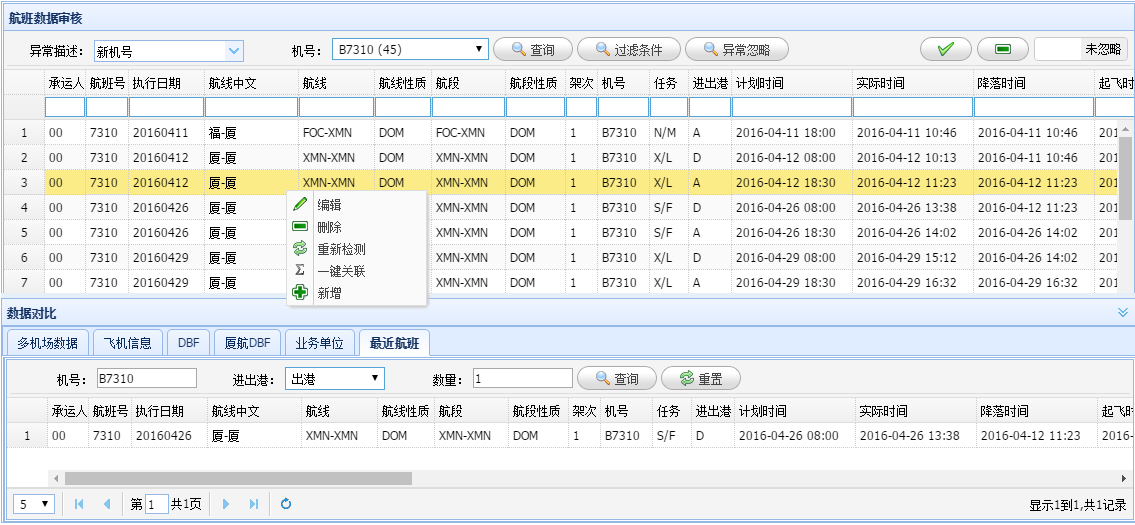 航班数据审核
异常描述： 新机号 机号： B7310 (45) 查询 过滤条件 异常忽略 未忽略
承运人 航班号 执行日期 航线中文 航线 航线性质 航段 航段性质 架次 机号 任务 进出港 计划时间 实际时间 降落时间 起飞时
1 00 7310 20160411 福-厦 FOC-XMN DOM FOC-XMN DOM 1 B7310 N/M A 2016-04-11 18:00 2016-04-11 10:46 2016-04-11 10:46 201
2 00 7310 20160412 厦-厦 XMN-XMN DOM XMN-XMN DOM 1 B7310 X/L D 2016-04-12 08:00 2016-04-12 10:13 2016-04-11 10:46 201
3 00 7310 20160412 厦-厦 XMN-XMN DOM XMN-XMN DOM 1 B7310 X/L A 2016-04-12 18:30 2016-04-12 11:23 2016-04-12 11:23 201
4 00 7310 20160426 厦-厦 XMN-XMN DOM 1 B7310 S/F D 2016-04-26 08:00 2016-04-26 13:38 2016-04-12 11:23 201
5 00 7310 20160426 厦-厦 XMN-XMN DOM 1 B7310 S/F A 2016-04-26 18:30 2016-04-26 14:02 2016-04-26 14:02 201
6 00 7310 20160429 厦-厦 XMN-XMN DOM 1 B7310 X/L D 2016-04-29 08:00 2016-04-29 15:12 2016-04-26 14:02 201
7 00 7310 20160429 厦-厦 XMN-XMN DOM 1 B7310 X/L A 2016-04-29 18:30 2016-04-29 16:32 2016-04-29 16:32 201
编辑
删除
重新检测
一键关联
新增
数据对比
多机场数据 飞机信息 DBF 厦航DBF 业务单位 最近航班
机号： B7310 进出港： 出港 数量： 1 查询 重置
承运人 航班号 执行日期 航线中文 航线 航线性质 航段 航段性质 架次 机号 任务 进出港 计划时间 实际时间 降落时间 起飞时
1 00 7310 20160426 厦-厦 XMN-XMN DOM XMN-XMN DOM 1 B7310 S/F D 2016-04-26 08:00 2016-04-26 13:38 2016-04-12 11:23 2016-
5 第 1 共1页 显示1到1,共1记录